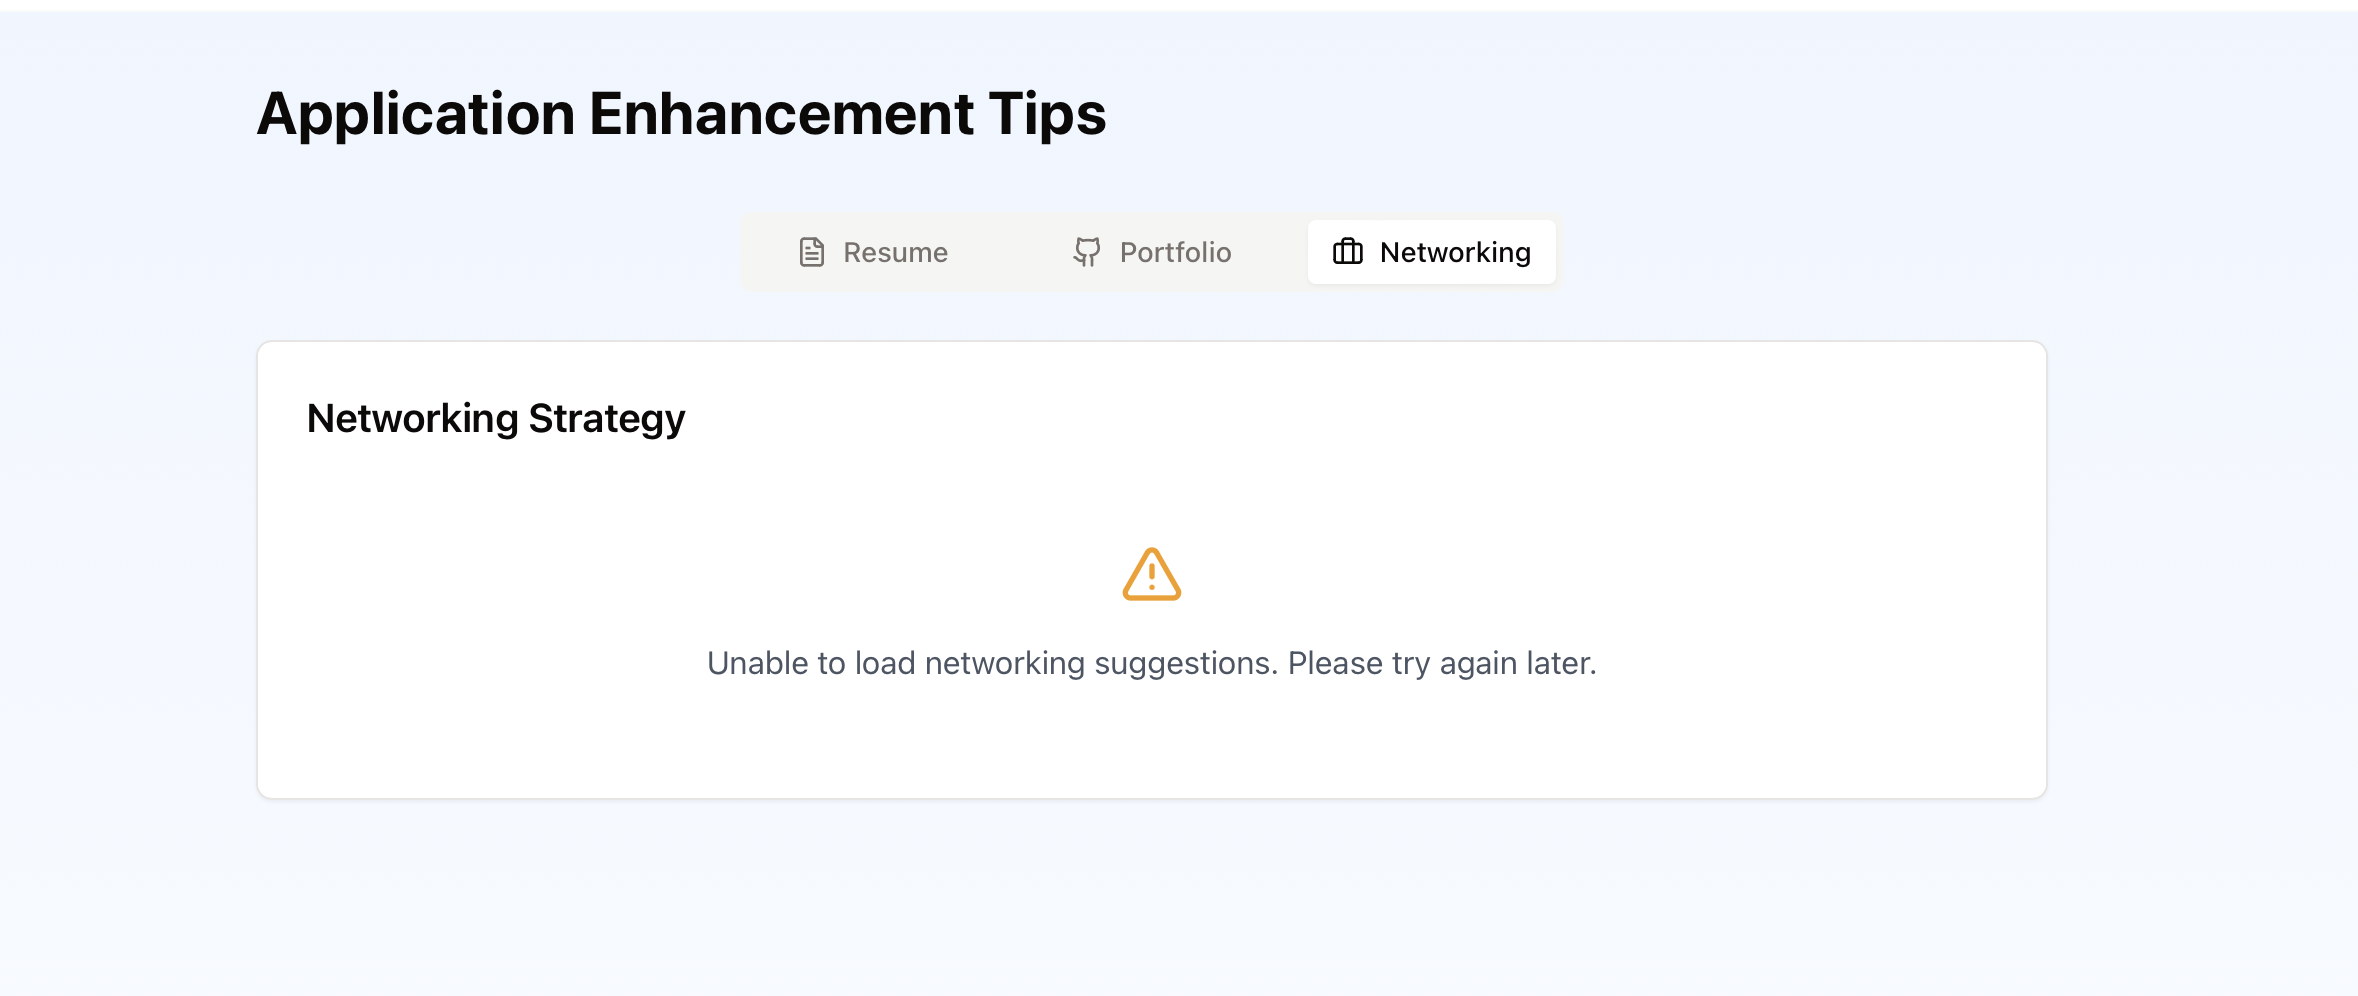 Application Enhancement Tips
Resume
Portfolio
Networking
Networking Strategy
Unable to load networking suggestions. Please try again later.